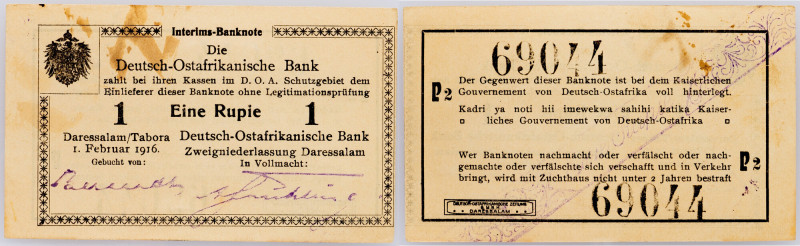 Interims-Banknote
Die
Deutsch-Ostafrikanische Bank
zahlt bei ihren Kassen im D. O. A. Schutzgebiet dem
Einlieferer dieser Banknote ohne Legitimationsprüfung
1 Eine Rupie 1
Daressalam/Tabora
1. Februar 1916.
Gebucht von:
Deutsch-Ostafrikanische Bank
Zweigniederlassung Daressalam
In Vollmacht:
69044
Der Gegenwert dieser Banknote ist bei dem Kaiserlichen
Gouvernement von Deutsch-Ostafrika voll hinterlegt.
P2
Kadri ya noti hii imewekwa sahihi katika Kaiser-
liches Gouvernement von Deutsch-Ostafrika
Wer Banknoten nachmacht oder verfälscht oder nach-
gemachte oder verfälschte sich verschafft und in Verkehr
bringt, wird mit Zuchthaus nicht unter 2 Jahren bestraft
P2
69044
DEUTSCH-OSTAFRIKANISCHE ZEITUNG
DARESSALAM